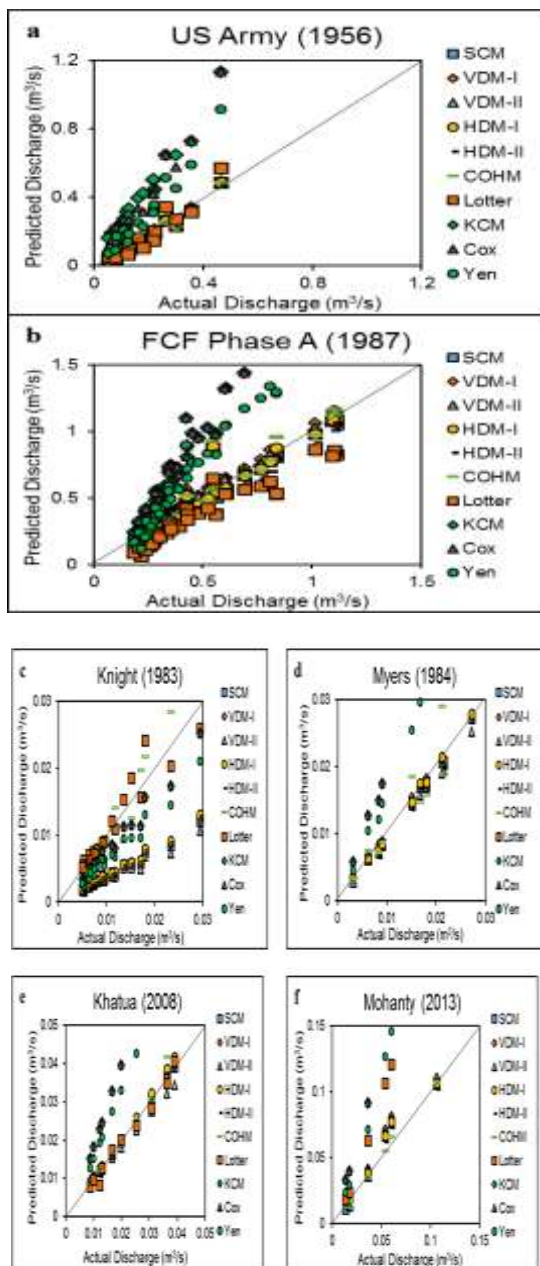 a
US Army (1956)
Predicted Discharge (m³/s)
1.2
0.8
0.4
0
0 0.4 0.8 1.2
Actual Discharge (m³/s)
SCM
VDM-I
VDM-II
HDM-I
HDM-II
COHM
Lotter
KCM
Cox
Yen
b
FCF Phase A (1987)
Predicted Discharge (m³/s)
1.5
1
0.5
0
0 0.5 1 1.5
Actual Discharge (m³/s)
SCM
VDM-I
VDM-II
HDM-I
HDM-II
COHM
Lotter
KCM
Cox
Yen
c
Knight (1983)
Predicted Discharge (m³/s)
0.03
0.02
0.01
0
0 0.01 0.02 0.03
Actual Discharge (m³/s)
SCM
VDM-I
VDM-II
HDM-I
HDM-II
COHM
Lotter
KCM
Cox
Yen
d
Myers (1984)
Predicted Discharge (m³/s)
0.03
0.02
0.01
0.00
0.00 0.01 0.02 0.03
Actual Discharge (m³/s)
SCM
VDM-I
VDM-II
HDM-I
HDM-II
COHM
Lotter
KCM
Cox
Yen
e
Khatua (2008)
Predicted Discharge (m³/s)
0.05
0.04
0.03
0.02
0.01
0.00
0.00 0.01 0.02 0.03 0.04 0.05
Actual Discharge (m³/s)
SCM
VDM-I
VDM-II
HDM-I
HDM-II
COHM
Lotter
KCM
Cox
Yen
f
Mohanty (2013)
Predicted Discharge (m³/s)
0.15
0.10
0.05
0.00
0.00 0.05 0.10 0.15
Actual Discharge (m³/s)
SCM
VDM-I
VDM-II
HDM-I
HDM-II
COHM
Lotter
KCM
Cox
Yen